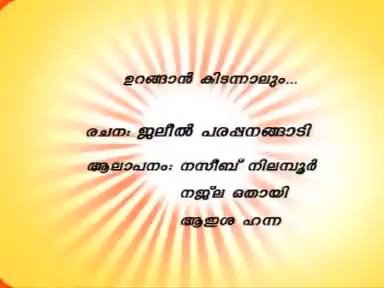 ഉറങ്ങാൻ കിടന്നാലും...
രചന: ജലീൽ പരപ്പനങ്ങാടി
ആലാപനം: നസീബ് നിലമ്പൂർ
നജ്ല ഒതായി
ആഇശ ഹന്ന